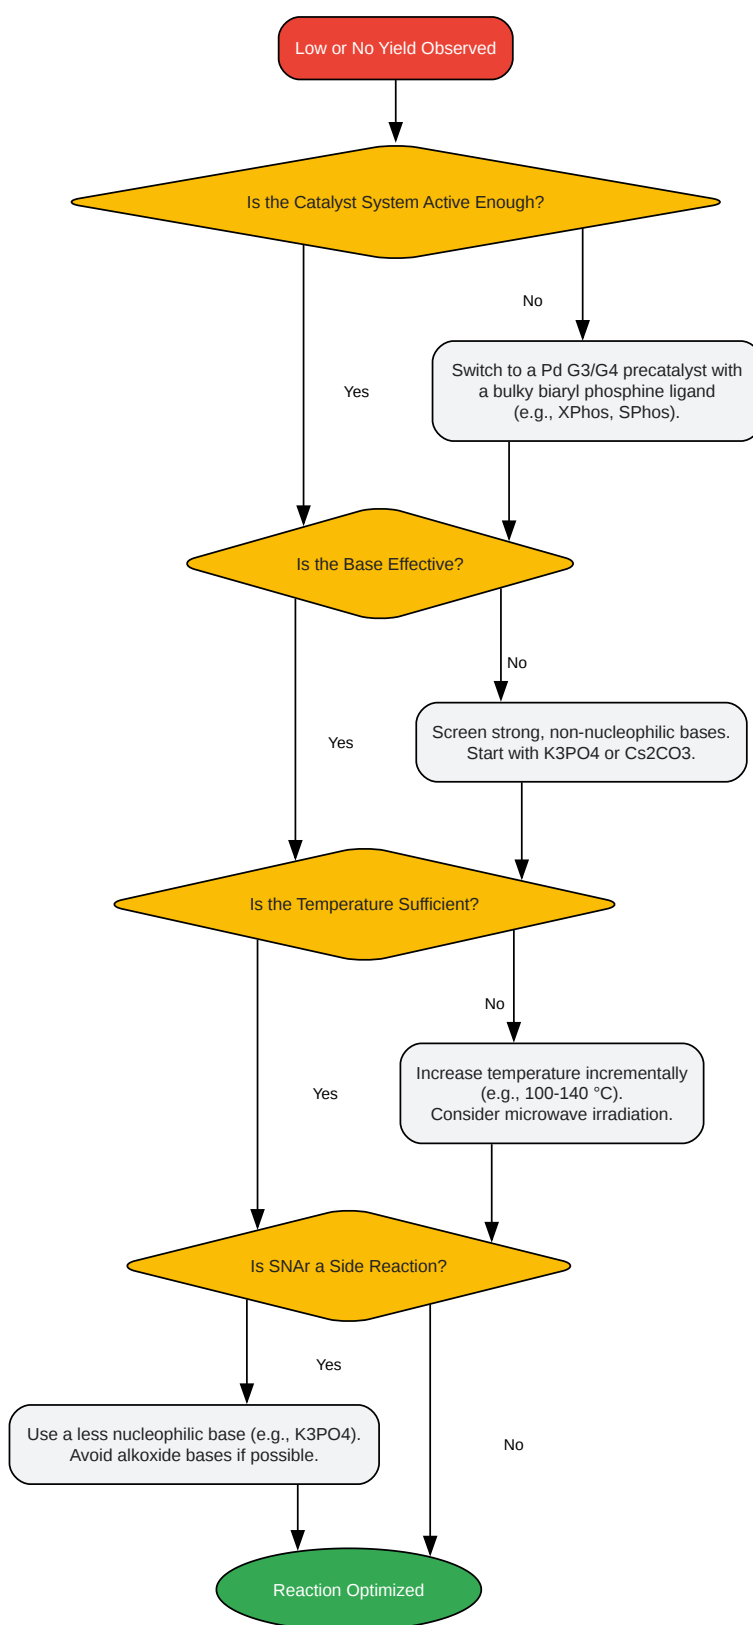 Low or No Yield Observed
Is the Catalyst System Active Enough?
No
Switch to a Pd G3/G4 precatalyst with
a bulky biaryl phosphine ligand
(e.g., XPhos, SPhos).
Yes
Is the Base Effective?
No
Screen strong, non-nucleophilic bases.
Start with K3PO4 or Cs2CO3.
Yes
Is the Temperature Sufficient?
No
Increase temperature incrementally
(e.g., 100-140 °C).
Consider microwave irradiation.
Yes
Is SNAr a Side Reaction?
Yes
Use a less nucleophilic base (e.g., K3PO4).
Avoid alkoxide bases if possible.
No
Reaction Optimized